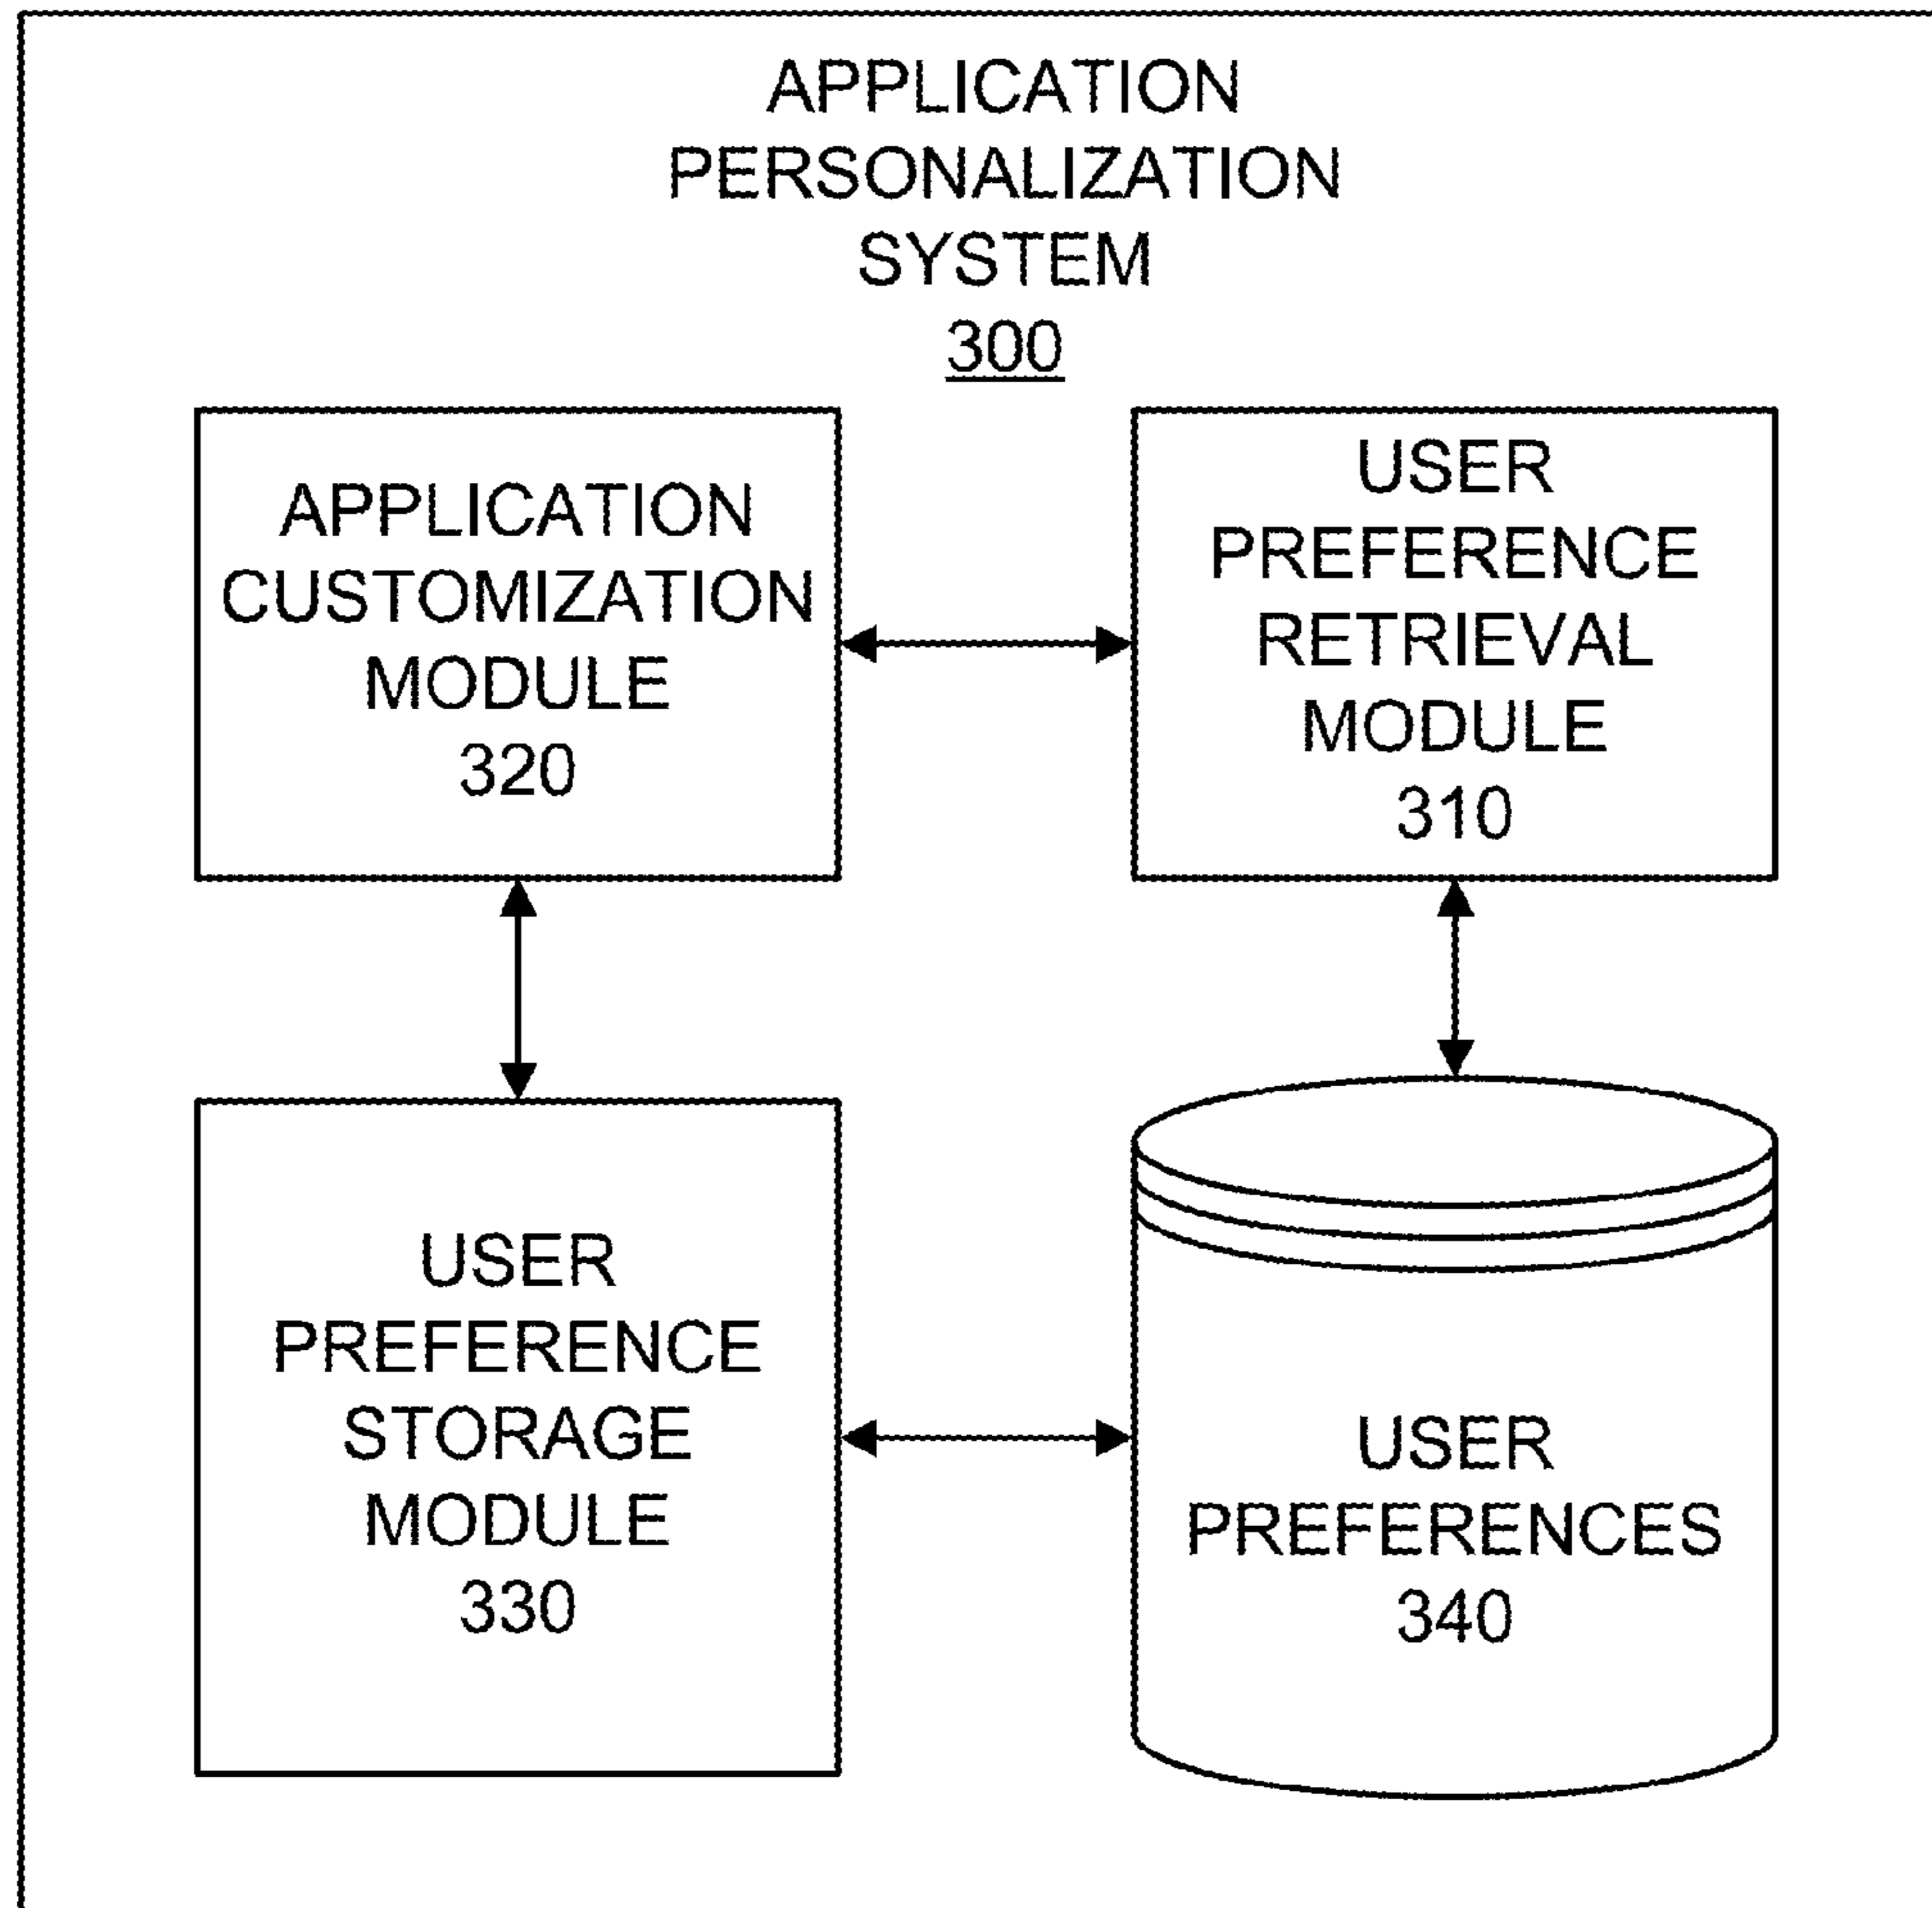 APPLICATION
PERSONALIZATION
SYSTEM
300
APPLICATION
CUSTOMIZATION
MODULE
320
USER
PREFERENCE
RETRIEVAL
MODULE
310
USER
PREFERENCE
STORAGE
MODULE
330
USER
PREFERENCES
340